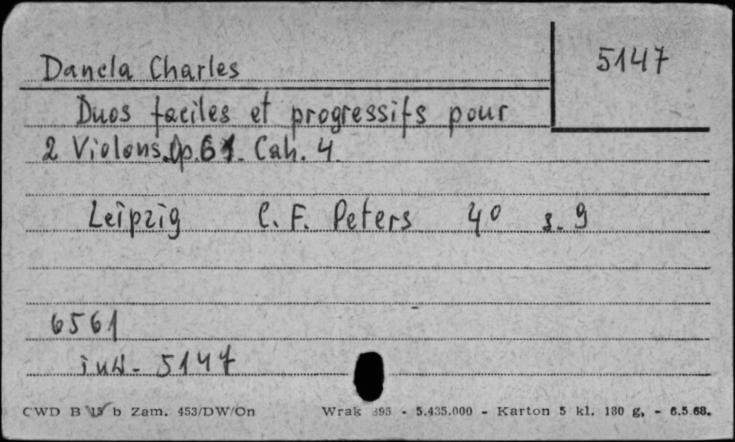 Dancla Charles
5147
Duos faciles et progressifs pour
2 Violons. Op. 61. Cah. 4.
Leipzig C. F. Peters 4° s. 9
6561
inw. 5147
CWD B 15 b Zam. 453/DW/On Wrak 395 - 5.435.000 - Karton 5 kl. 180 g, - 6.5.68.